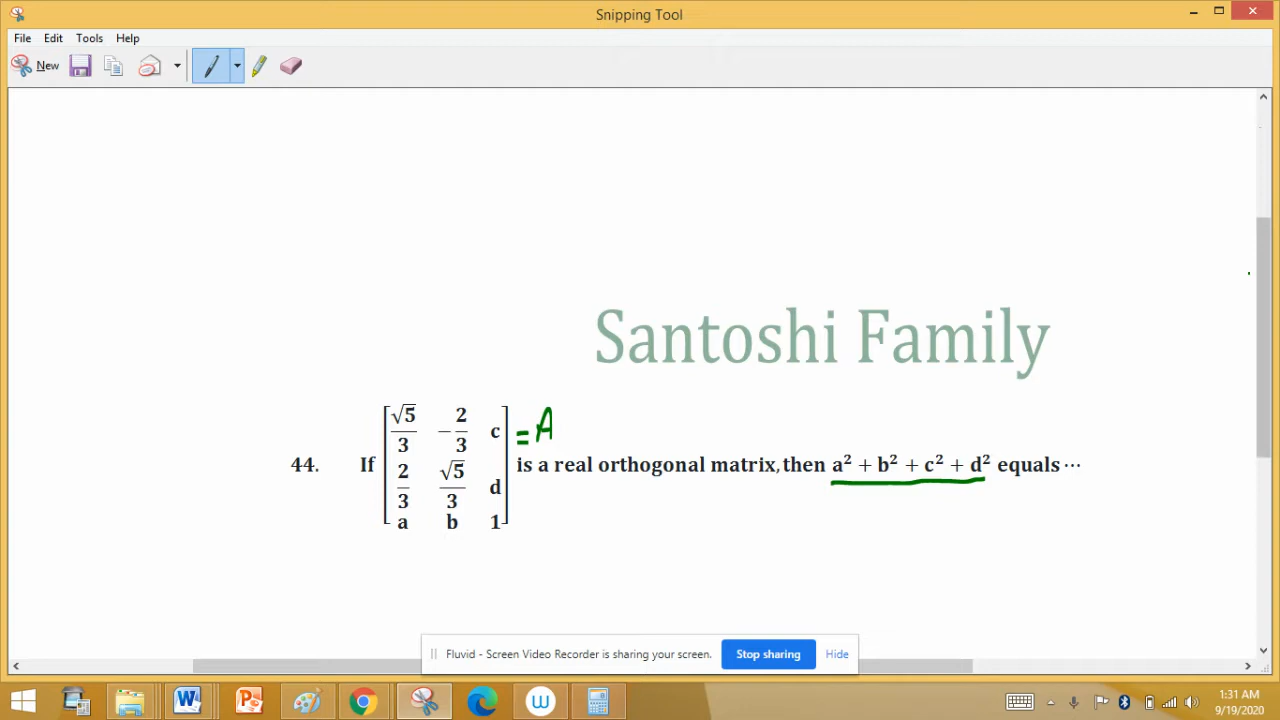 Snipping Tool
File Edit Tools Help
New
Santoshi Family
44. If [√5/3 −2/3 c
2/3 √5/3 d
a b 1] = A is a real orthogonal matrix, then a² + b² + c² + d² equals ⋯
Fluvid - Screen Video Recorder is sharing your screen. Stop sharing Hide
1:31 AM
9/19/2020